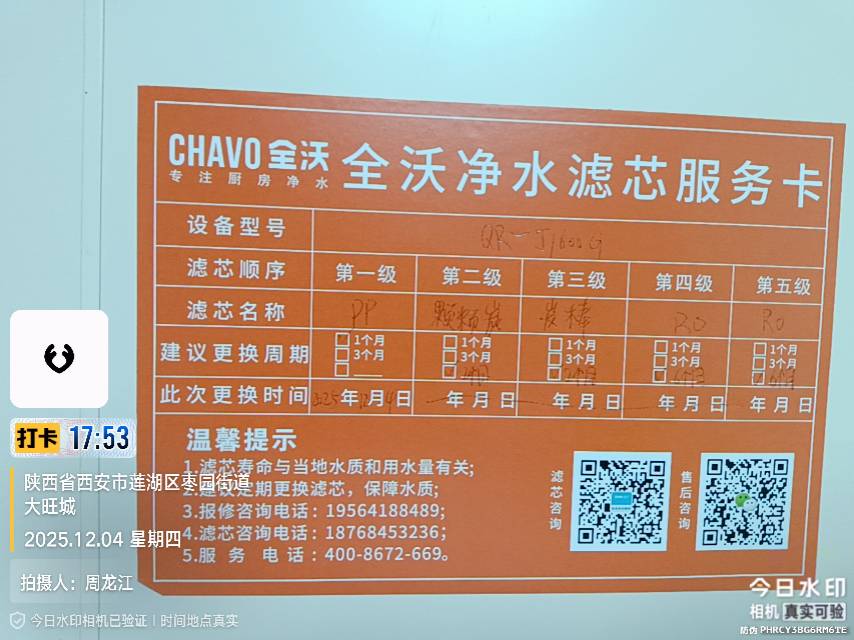 CHAVO 全沃
专注厨房净水
全沃净水滤芯服务卡
设备型号 QR-J1600G
滤芯顺序 第一级 第二级 第三级 第四级 第五级
滤芯名称 PP 颗粒炭 炭棒 RO RO
建议更换周期 1个月 1个月 1个月 1个月 1个月
3个月 3个月 3个月 3个月 3个月
此次更换时间 2025年12月4日 年月日 年月日 年月日 年月日
温馨提示
1.滤芯寿命与当地水质和用水量有关;
2.建议定期更换滤芯，保障水质;
3.报修咨询电话: 19564188489;
4.滤芯咨询电话: 18768453236;
5.服务电话: 400-8672-669。
滤芯咨询
售后咨询
打卡 17:53
陕西省西安市莲湖区枣园街道
大旺城
2025.12.04 星期四
拍摄人: 周龙江
今日水印相机已验证 | 时间地点真实
今日水印
相机 真实可验
防伪 PHRCY3BG6RM6TE